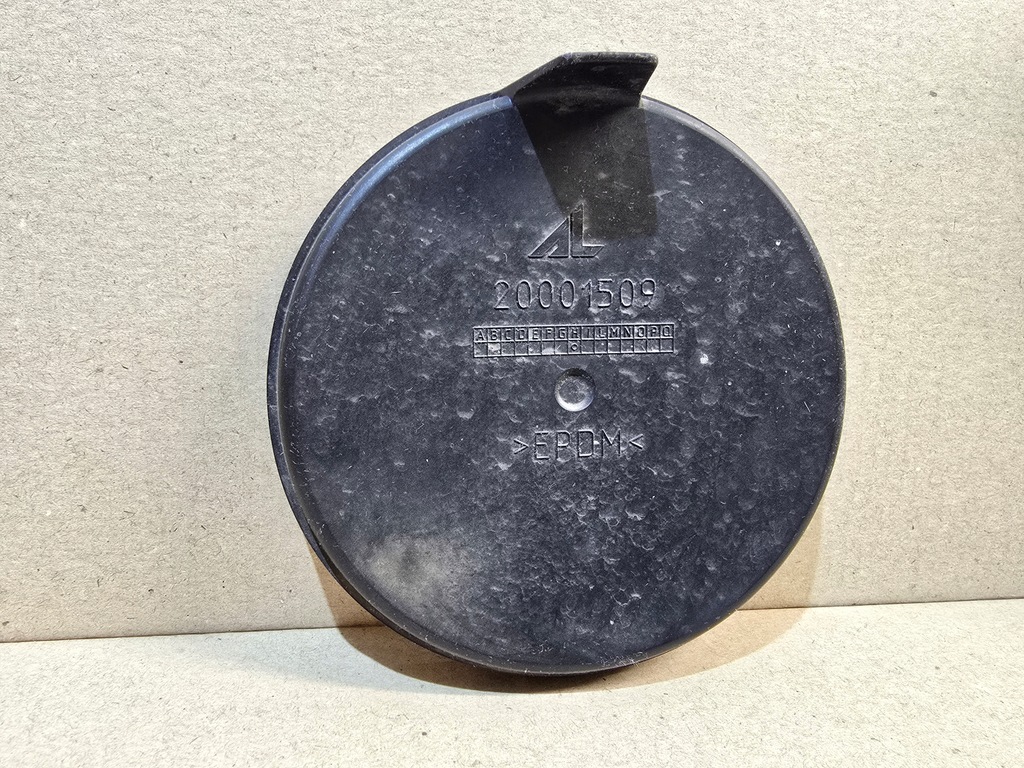 AL
20001509
ABCDEFGHILMNOPQ
>EPDM<